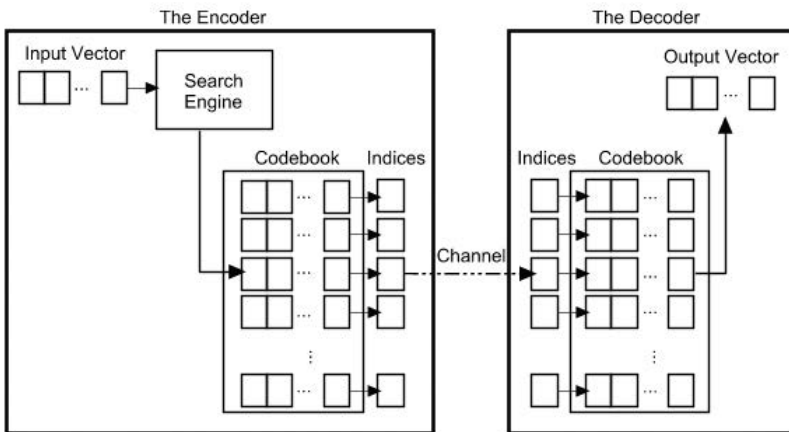 The Encoder
Input Vector
...
Search
Engine
Codebook
Indices
...
...
...
...
...
...
Channel
The Decoder
Output Vector
...
Indices
Codebook
...
...
...
...
...
...